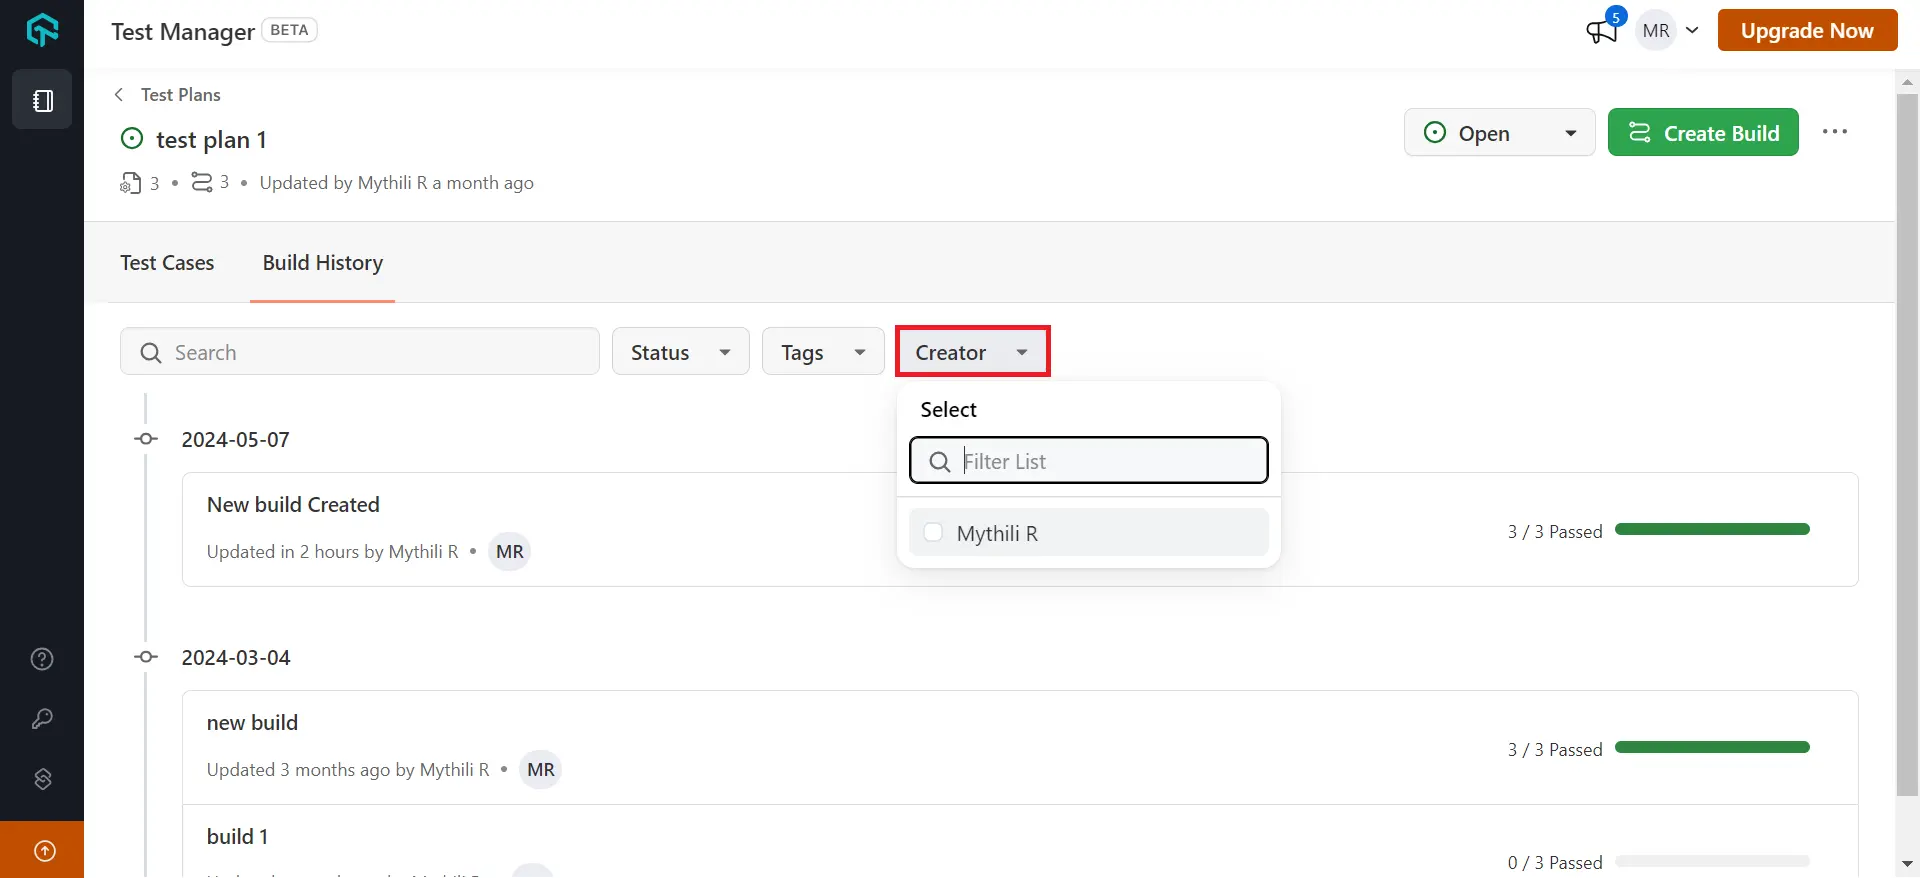 Test Manager BETA
5
MR
Upgrade Now
Test Plans
test plan 1
Open
Create Build
3 • 3 • Updated by Mythili R a month ago
Test Cases
Build History
Search
Status
Tags
Creator
Select
Filter List
Mythili R
2024-05-07
New build Created
Updated in 2 hours by Mythili R • MR
3 / 3 Passed
2024-03-04
new build
Updated 3 months ago by Mythili R • MR
3 / 3 Passed
build 1
0 / 3 Passed